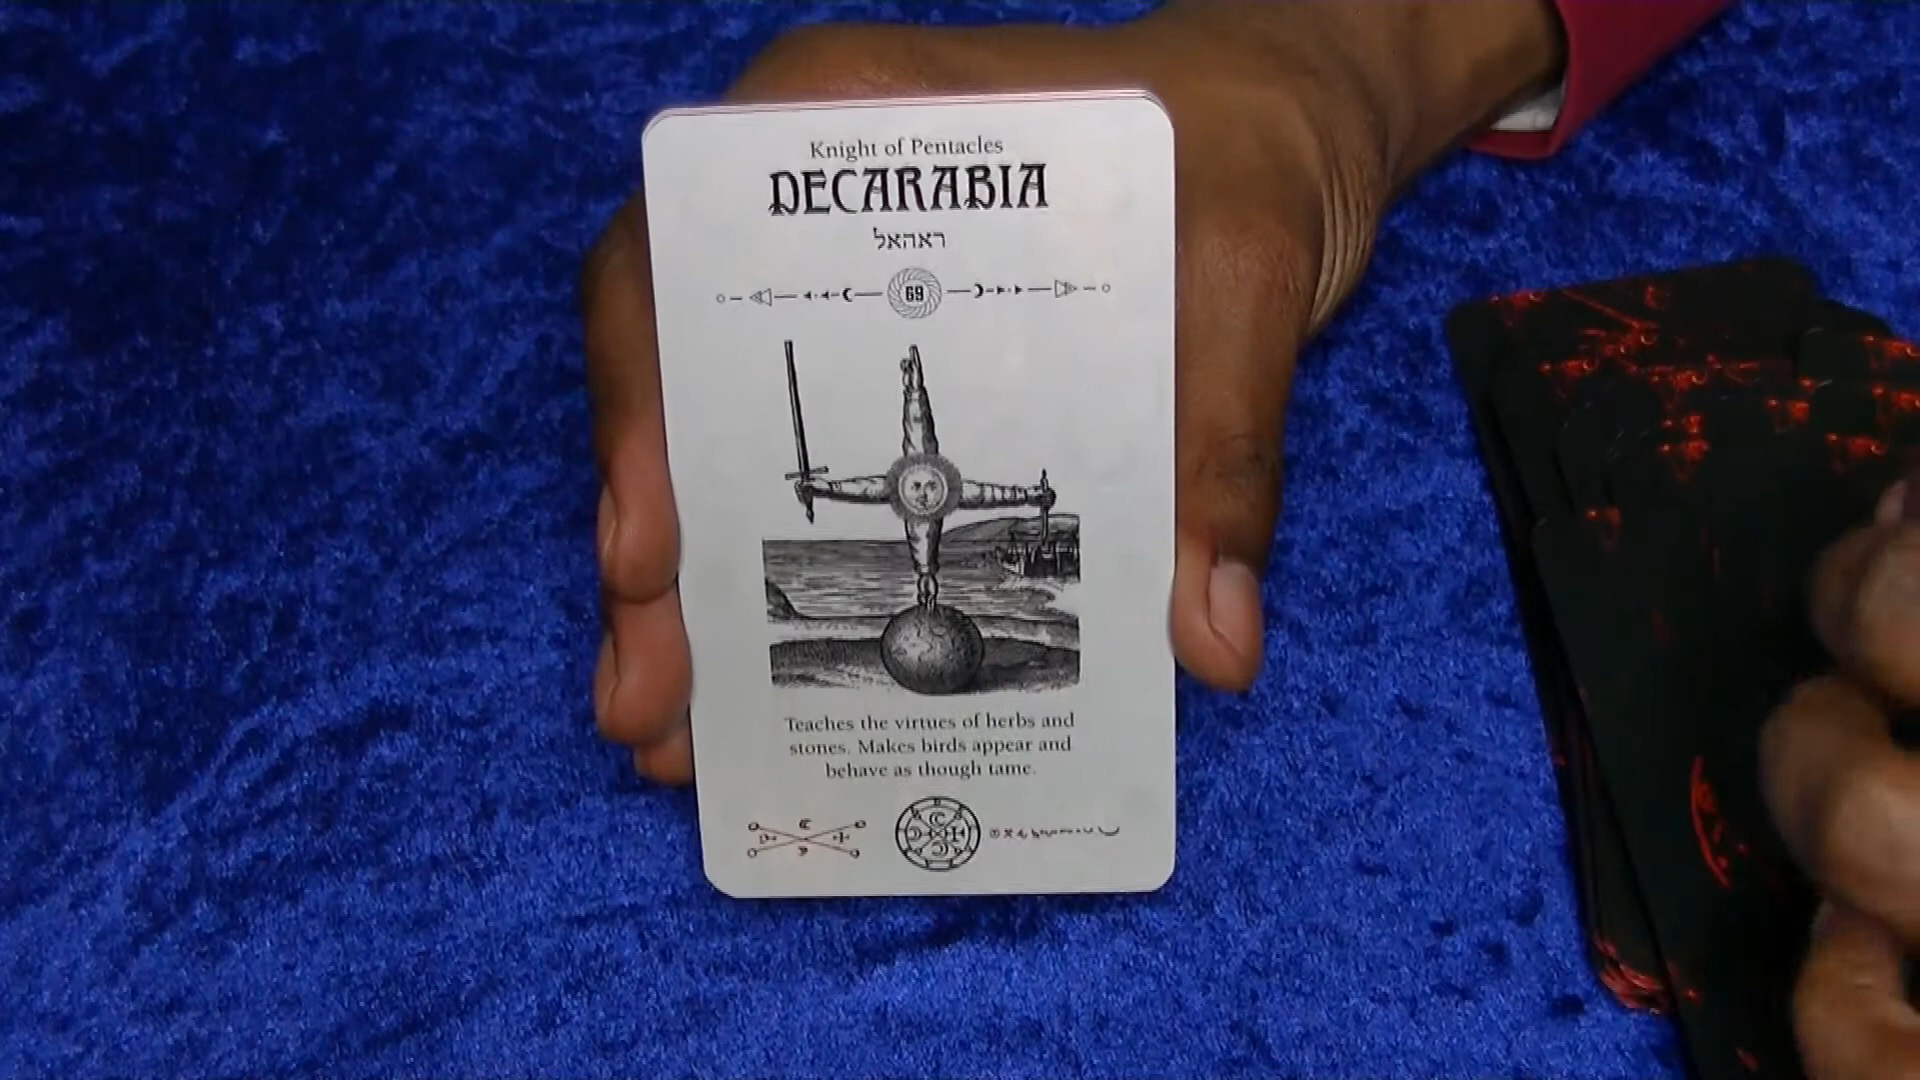 Knight of Pentacles
DECARABIA
ראהאל
69
Teaches the virtues of herbs and
stones. Makes birds appear and
behave as though tame.